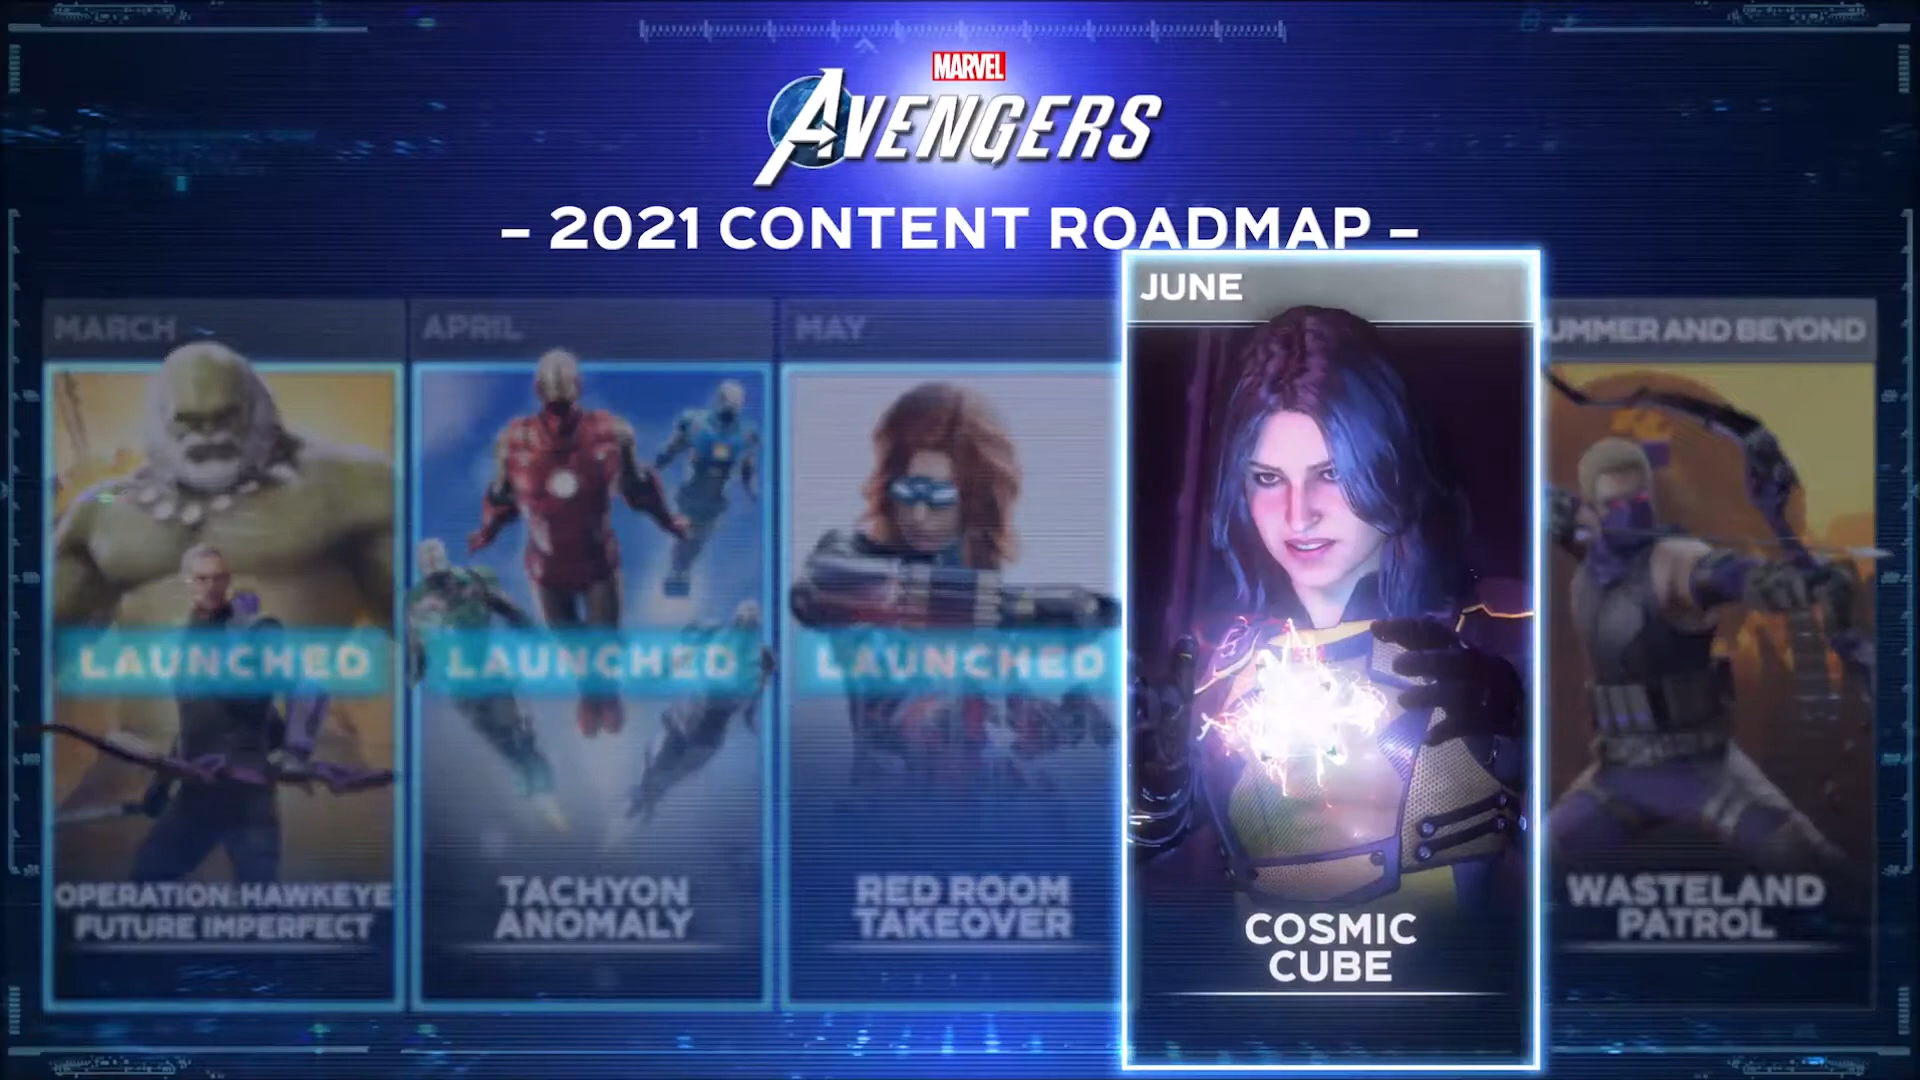 MARVEL
AVENGERS
– 2021 CONTENT ROADMAP –
MARCH
LAUNCHED
OPERATION: HAWKEYE
FUTURE IMPERFECT
APRIL
LAUNCHED
TACHYON
ANOMALY
MAY
LAUNCHED
RED ROOM
TAKEOVER
JUNE
COSMIC
CUBE
UMMER AND BEYOND
WASTELAND
PATROL